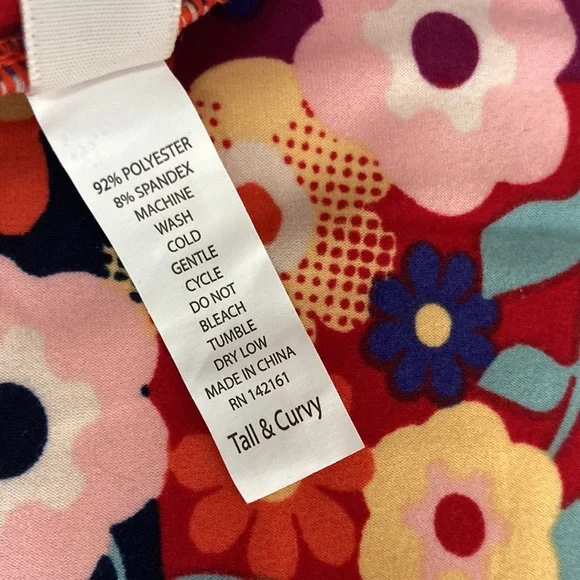 92% POLYESTER
8% SPANDEX
MACHINE
WASH
COLD
GENTLE
CYCLE
DO NOT
BLEACH
TUMBLE
DRY LOW
MADE IN CHINA
RN 142161
Tall & Curvy